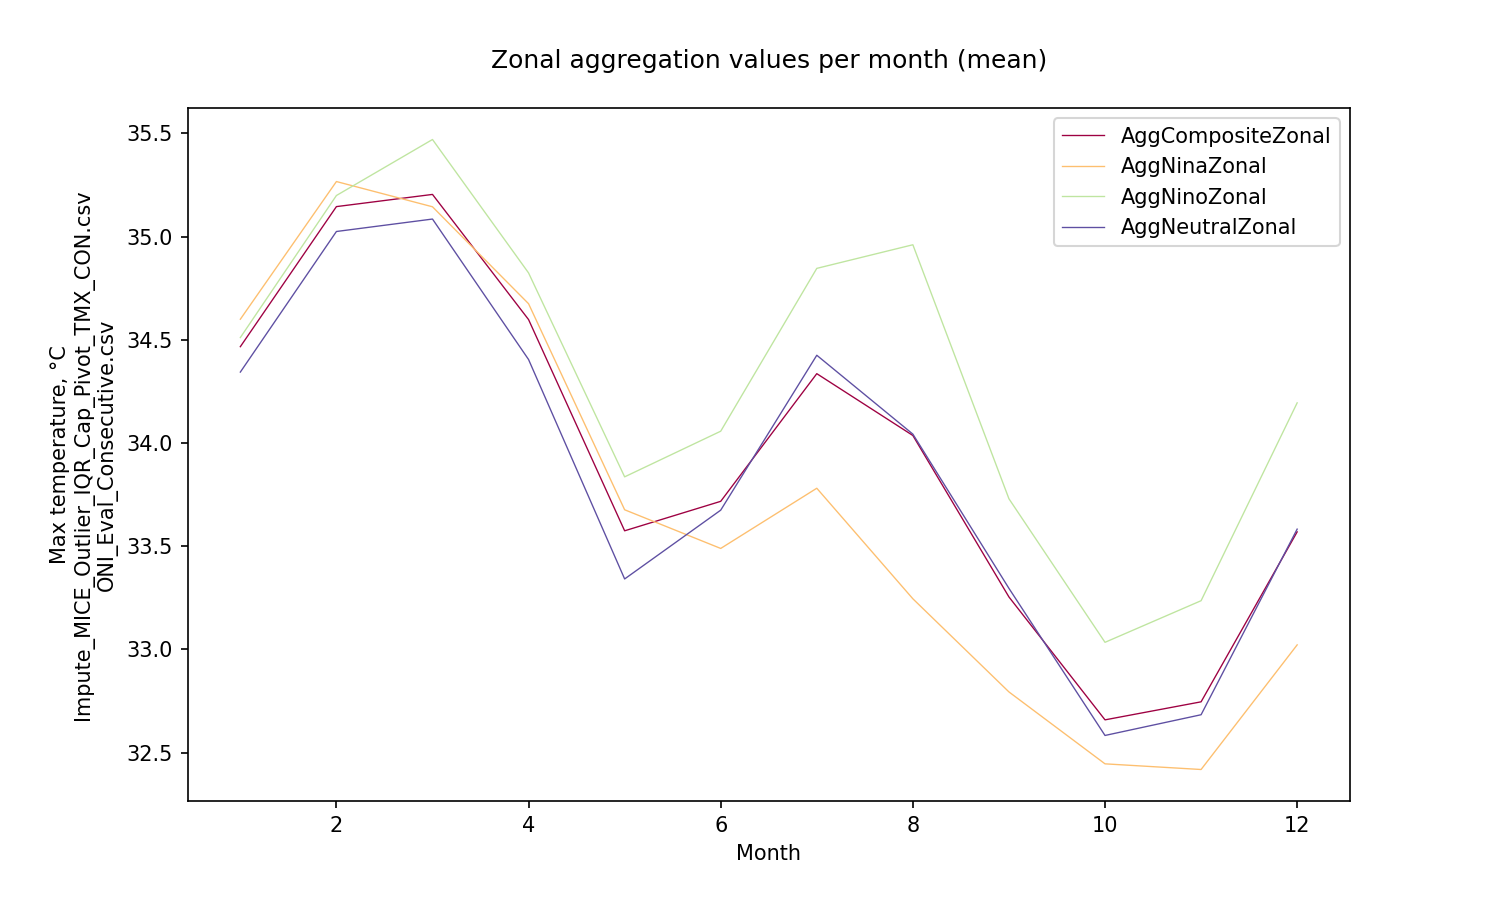 Zonal aggregation values per month (mean)
Max temperature, °C
Impute_MICE_Outlier_IQR_Cap_Pivot_TMX_CON.csv
ONI_Eval_Consecutive.csv
35.5
35.0
34.5
34.0
33.5
33.0
32.5
AggCompositeZonal
AggNinaZonal
AggNinoZonal
AggNeutralZonal
2 4 6 8 10 12
Month